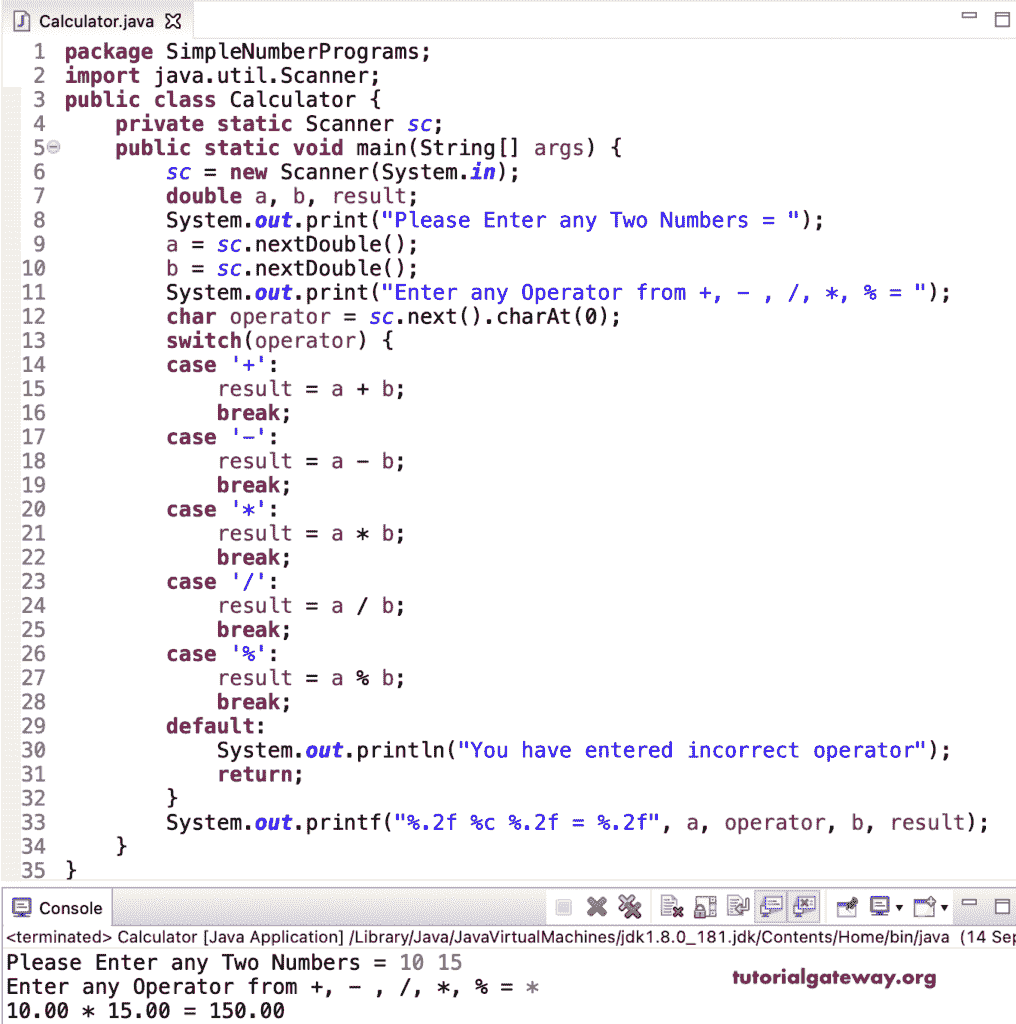 Calculator.java
1 package SimpleNumberPrograms;
2 import java.util.Scanner;
3 public class Calculator {
4     private static Scanner sc;
5     public static void main(String[] args) {
6         sc = new Scanner(System.in);
7         double a, b, result;
8         System.out.print("Please Enter any Two Numbers = ");
9         a = sc.nextDouble();
10         b = sc.nextDouble();
11         System.out.print("Enter any Operator from +, - , /, *, % = ");
12         char operator = sc.next().charAt(0);
13         switch(operator) {
14         case '+':
15             result = a + b;
16             break;
17         case '-':
18             result = a - b;
19             break;
20         case '*':
21             result = a * b;
22             break;
23         case '/':
24             result = a / b;
25             break;
26         case '%':
27             result = a % b;
28             break;
29         default:
30             System.out.println("You have entered incorrect operator");
31             return;
32         }
33         System.out.printf("%.2f %c %.2f = %.2f", a, operator, b, result);
34     }
35 }
Console
<terminated> Calculator [Java Application] /Library/Java/JavaVirtualMachines/jdk1.8.0_181.jdk/Contents/Home/bin/java (14 Sep
Please Enter any Two Numbers = 10 15
Enter any Operator from +, - , /, *, % = *
10.00 * 15.00 = 150.00
tutorialgateway.org